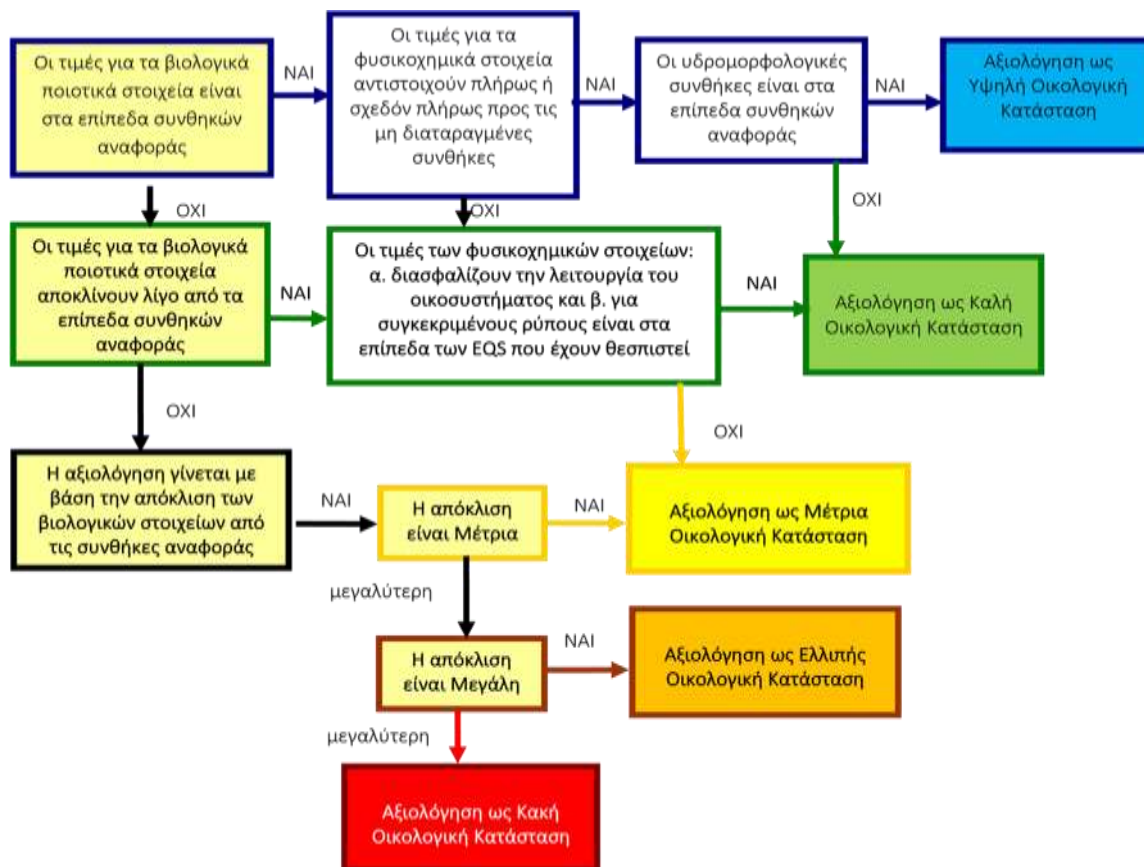 Οι τιμές για τα βιολογικά
ποιοτικά στοιχεία είναι
στα επίπεδα συνθηκών
αναφοράς
ΝΑΙ
Οι τιμές για τα
φυσικοχημικά στοιχεία
αντιστοιχούν πλήρως ή
σχεδόν πλήρως προς τις
μη διαταραγμένες
συνθήκες
ΝΑΙ
Οι υδρομορφολογικές
συνθήκες είναι στα
επίπεδα συνθηκών
αναφοράς
ΝΑΙ
Αξιολόγηση ως
Υψηλή Οικολογική
Κατάσταση
ΟΧΙ
ΟΧΙ
ΟΧΙ
Οι τιμές για τα βιολογικά
ποιοτικά στοιχεία
αποκλίνουν λίγο από τα
επίπεδα συνθηκών
αναφοράς
ΝΑΙ
Οι τιμές των φυσικοχημικών στοιχείων:
α. διασφαλίζουν την λειτουργία του
οικοσυστήματος και β. για
συγκεκριμένους ρύπους είναι στα
επίπεδα των EQS που έχουν θεσπιστεί
ΝΑΙ
Αξιολόγηση ως Καλή
Οικολογική Κατάσταση
ΟΧΙ
ΟΧΙ
Η αξιολόγηση γίνεται με
βάση την απόκλιση των
βιολογικών στοιχείων από
τις συνθήκες αναφοράς
ΝΑΙ
Η απόκλιση
είναι Μέτρια
ΝΑΙ
Αξιολόγηση ως Μέτρια
Οικολογική Κατάσταση
μεγαλύτερη
Η απόκλιση
είναι Μεγάλη
ΝΑΙ
Αξιολόγηση ως Ελλιπής
Οικολογική Κατάσταση
μεγαλύτερη
Αξιολόγηση ως Κακή
Οικολογική Κατάσταση